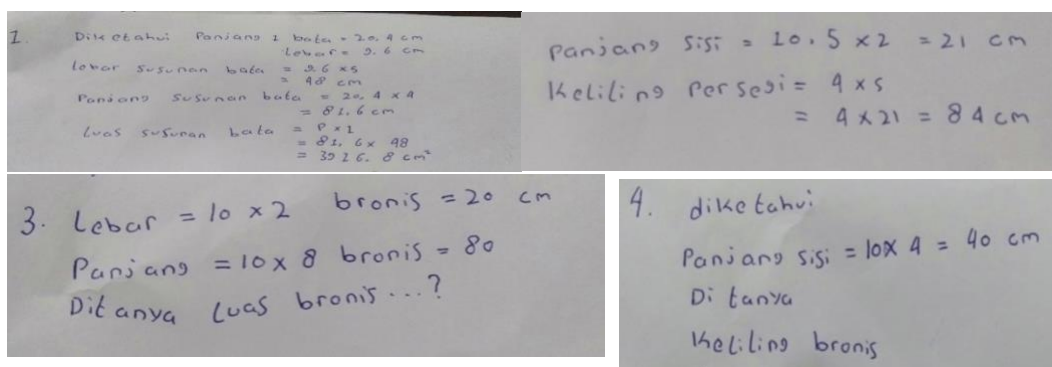 1. Diketahui Panjang 1 bata = 20,4 cm
Lebar = 9.6 cm
Lebar susunan bata = 9.6 x 5
= 48 cm
Panjang susunan bata = 20,4 x 4
= 81.6 cm
Luas susunan bata = P x l
= 81,6 x 48
= 3916.8 cm²
Panjang sisi = 10.5 x 2 = 21 cm
Keliling persegi = 4 x s
= 4 x 21 = 84 cm
3. Lebar = 10 x 2 bronis = 20 cm
Panjang = 10 x 8 bronis = 80
Ditanya Luas bronis...?
4. diketahui
Panjang sisi = 10x 4 = 40 cm
Di tanya
Keliling bronis